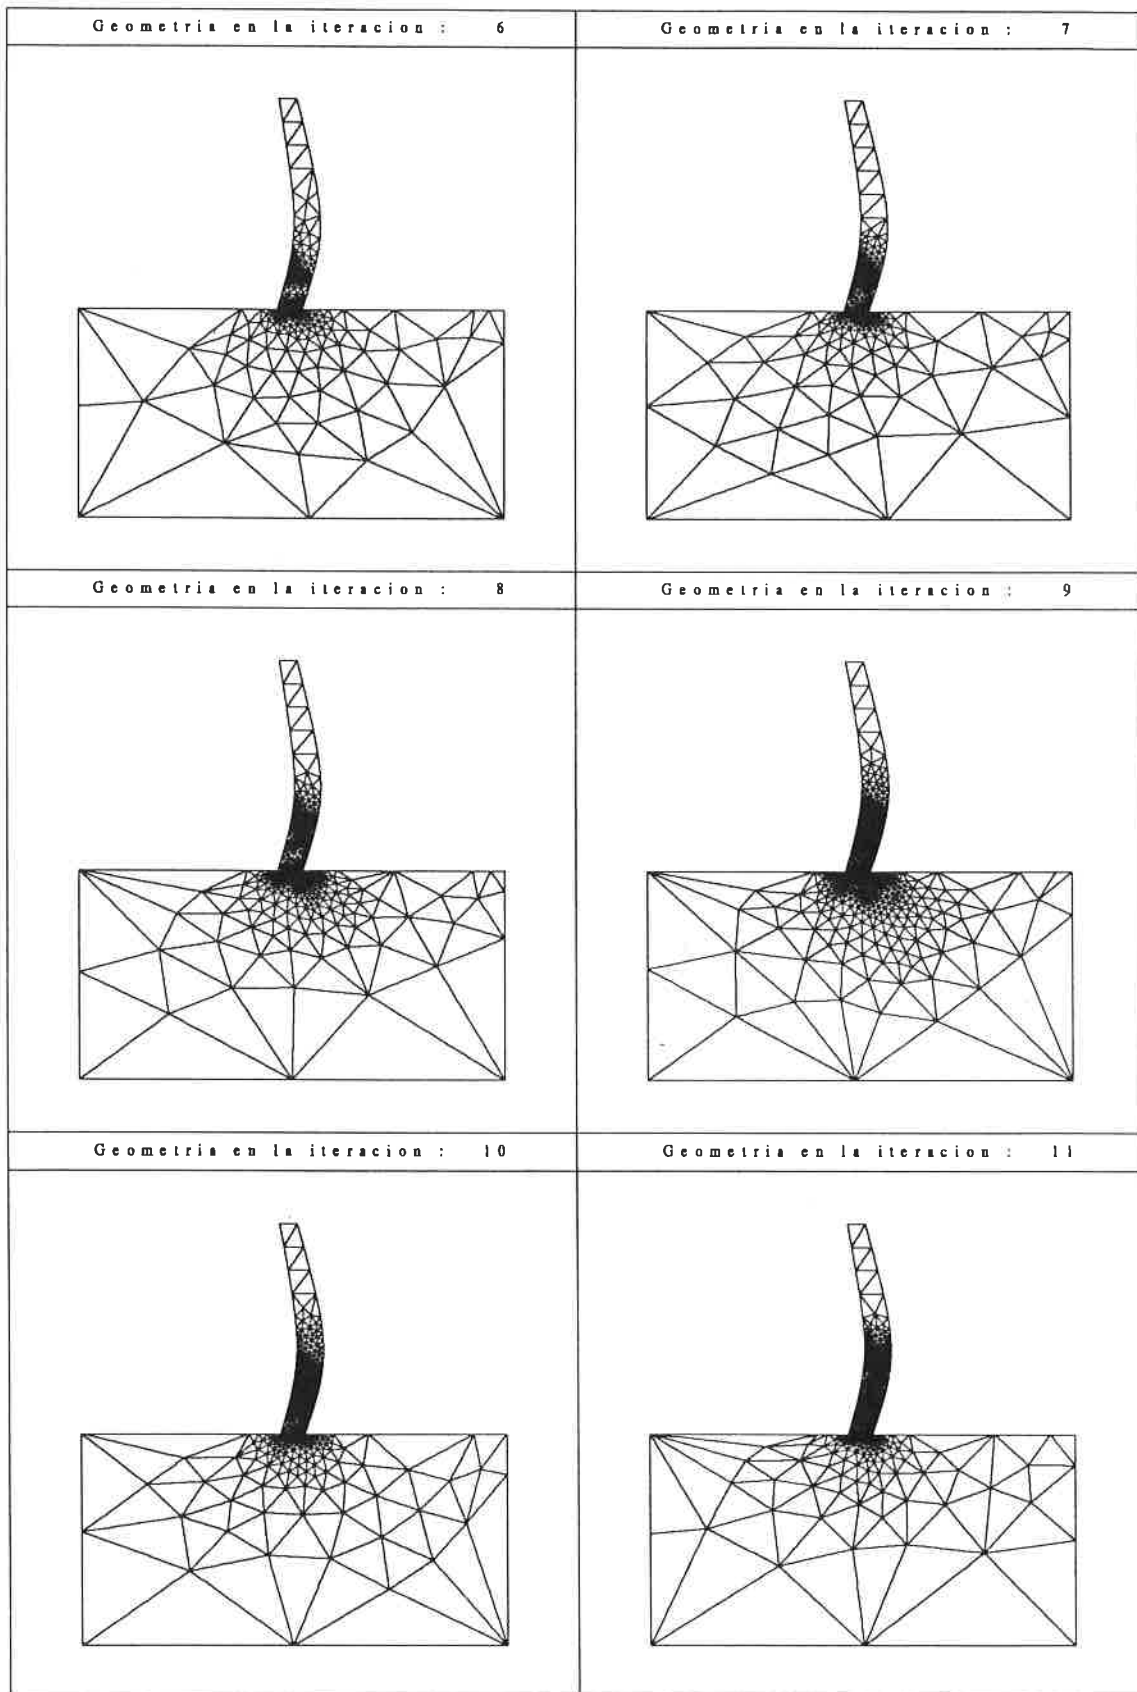 Geometria en la iteracion : 6
Geometria en la iteracion : 7
Geometria en la iteracion : 8
Geometria en la iteracion : 9
Geometria en la iteracion : 10
Geometria en la iteracion : 11